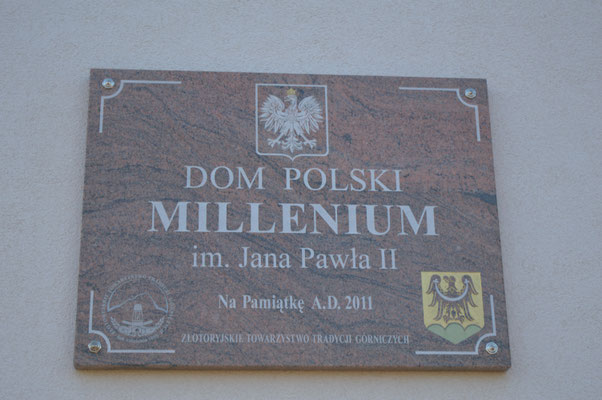 DOM POLSKI
MILLENIUM
im. Jana Pawła II
Na Pamiątkę A.D. 2011
ZŁOTORYJSKIE TOWARZYSTWO TRADYCJI GÓRNICZYCH